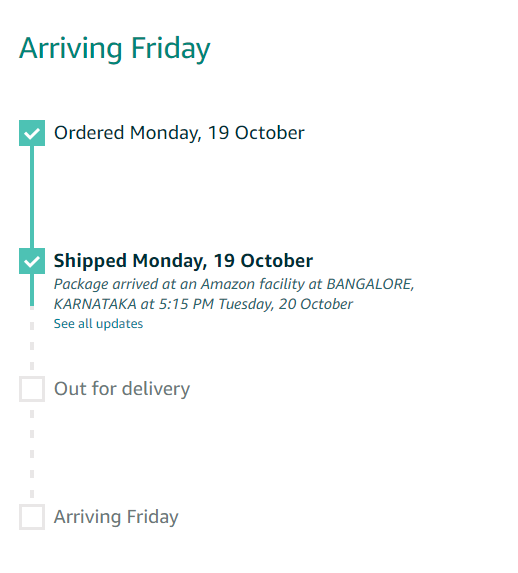 Arriving Friday
Ordered Monday, 19 October
Shipped Monday, 19 October
Package arrived at an Amazon facility at BANGALORE,
KARNATAKA at 5:15 PM Tuesday, 20 October
See all updates
Out for delivery
Arriving Friday